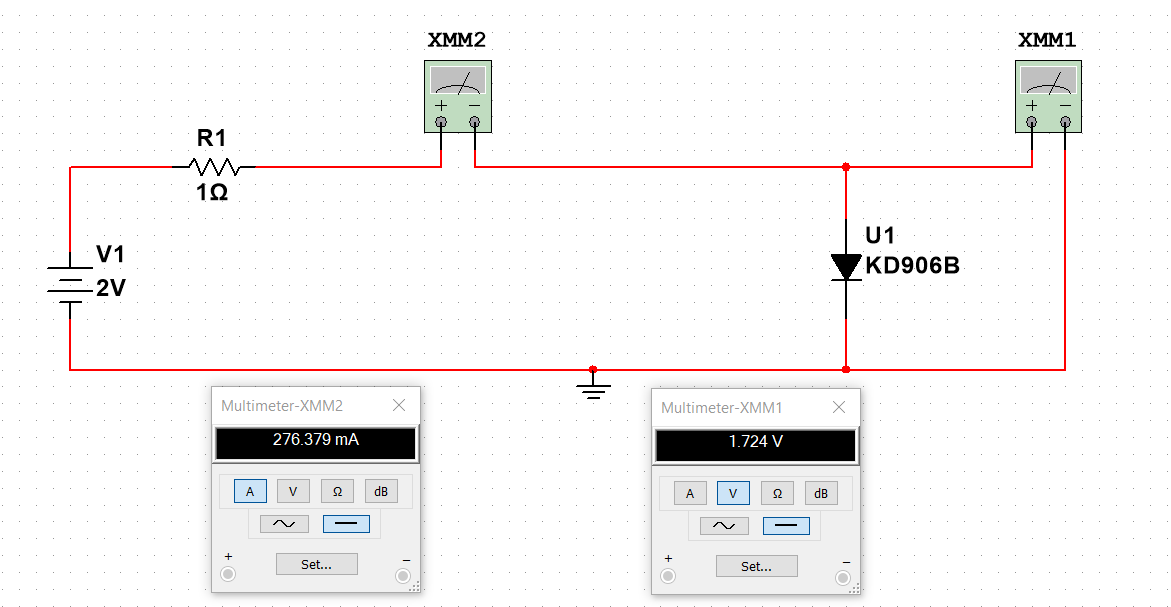 XMM2
XMM1
R1
1Ω
V1
2V
U1
KD906B
+ −
+ −
Multimeter-XMM2
276.379 mA
A V Ω dB
+ −
Set...
Multimeter-XMM1
1.724 V
A V Ω dB
+ −
Set...